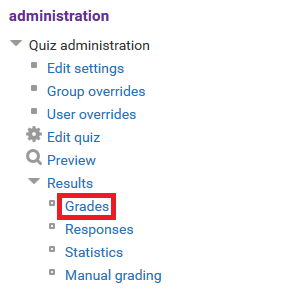 administration
Quiz administration
Edit settings
Group overrides
User overrides
Edit quiz
Preview
Results
Grades
Responses
Statistics
Manual grading